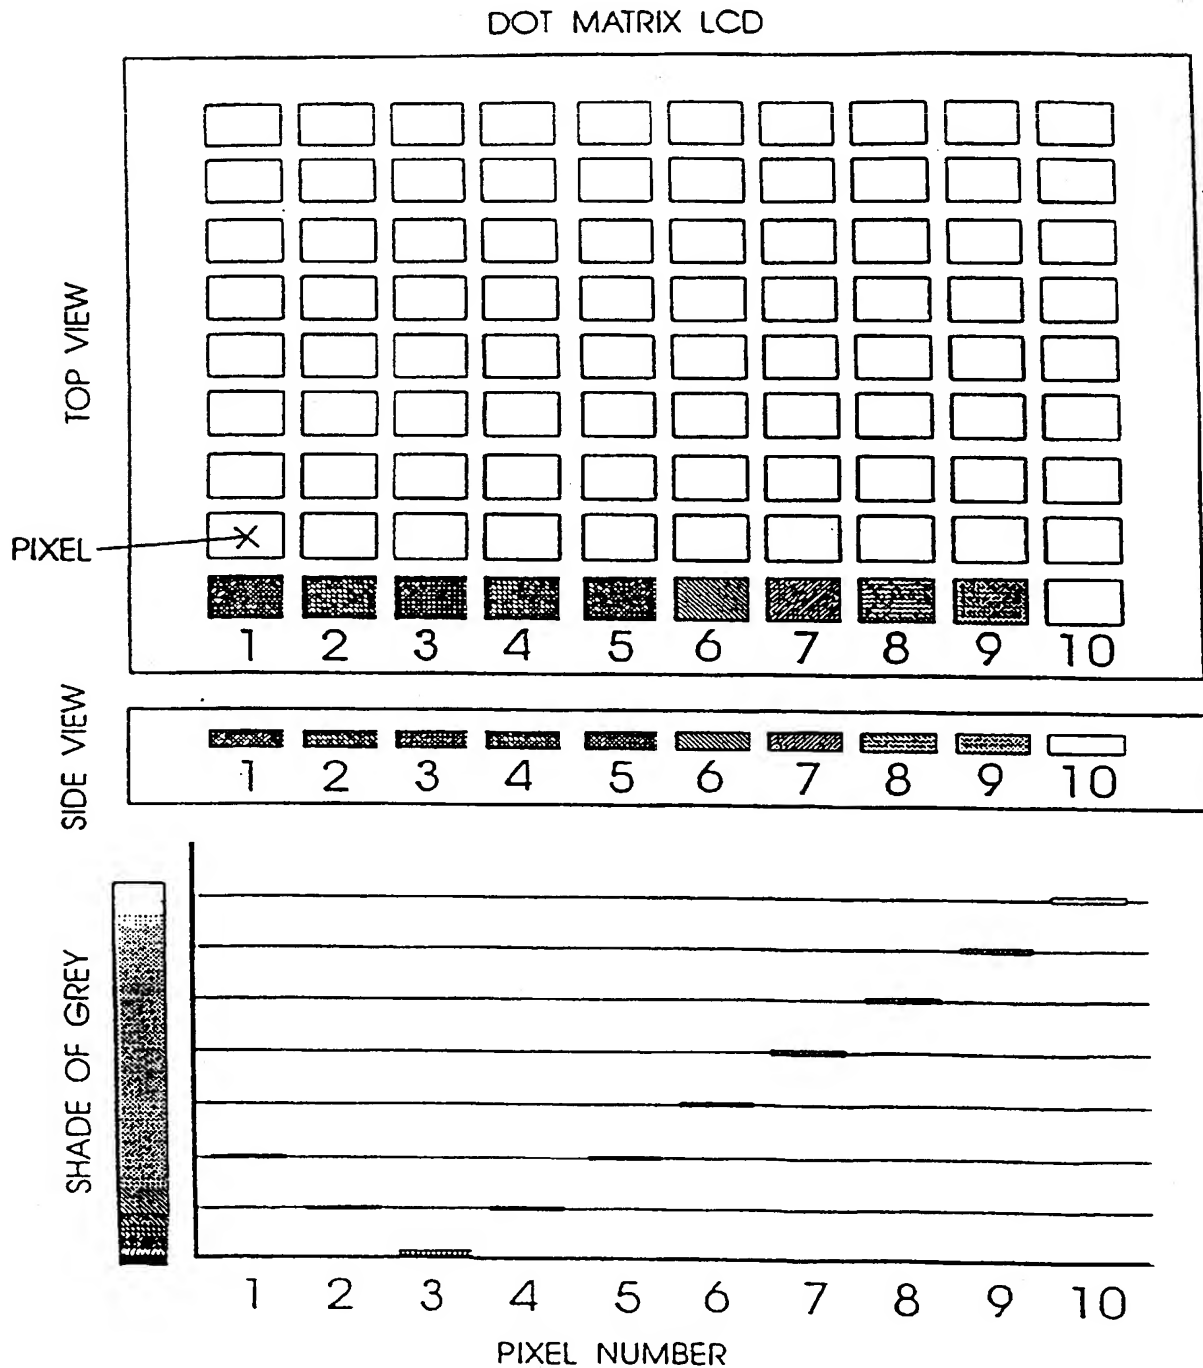 DOT MATRIX LCD
TOP VIEW
PIXEL
1 2 3 4 5 6 7 8 9 10
SIDE VIEW
1 2 3 4 5 6 7 8 9 10
SHADE OF GREY
1 2 3 4 5 6 7 8 9 10
PIXEL NUMBER